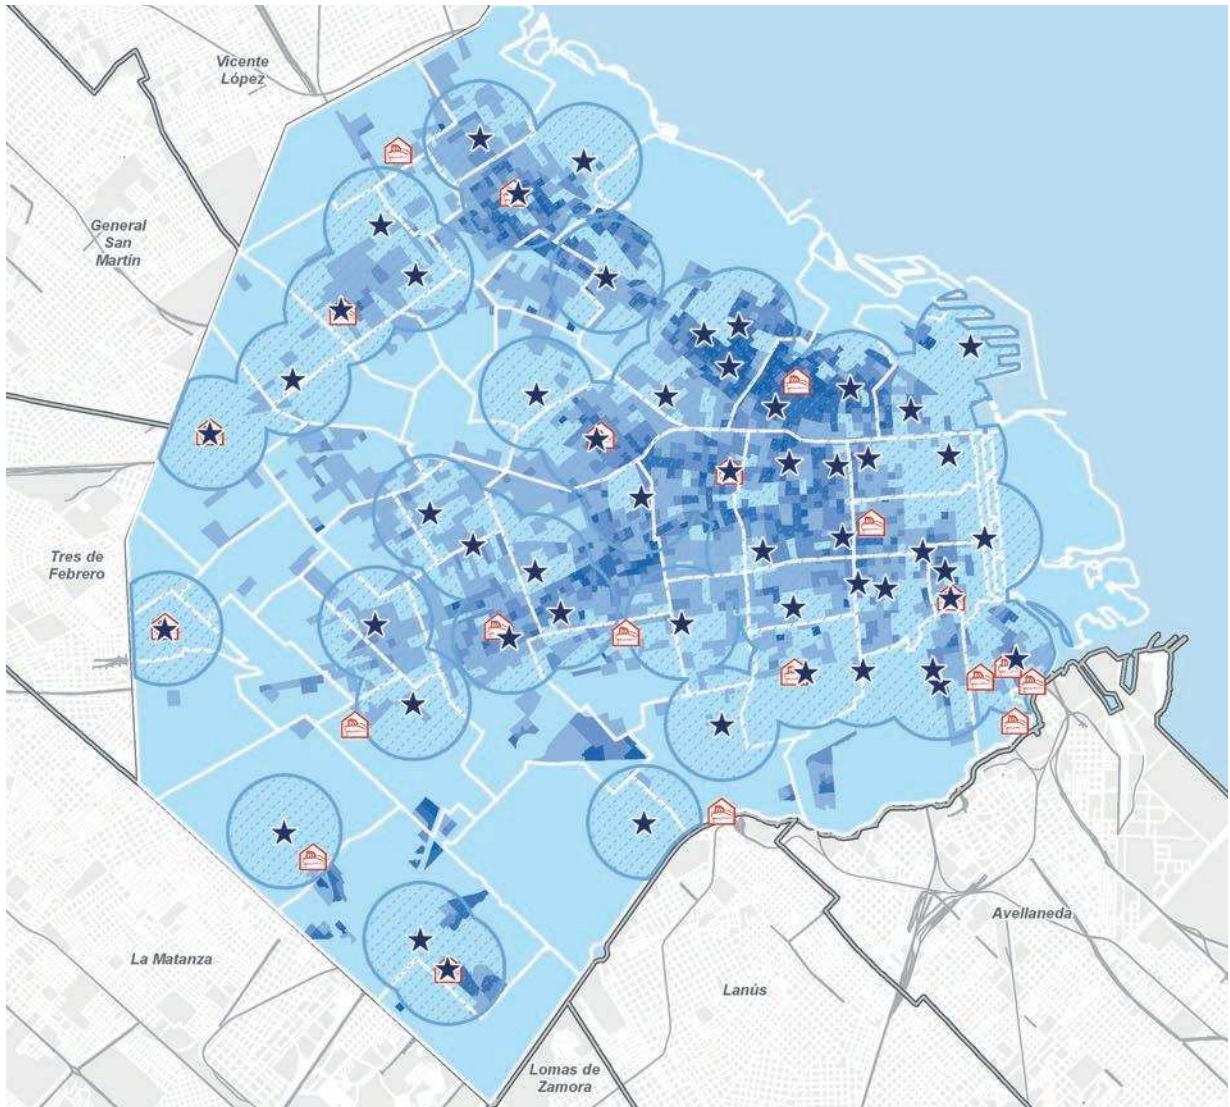 Vicente
López
General
San
Martín
Tres de
Febrero
La Matanza
Avellaneda
Lanús
Lomas de
Zamora